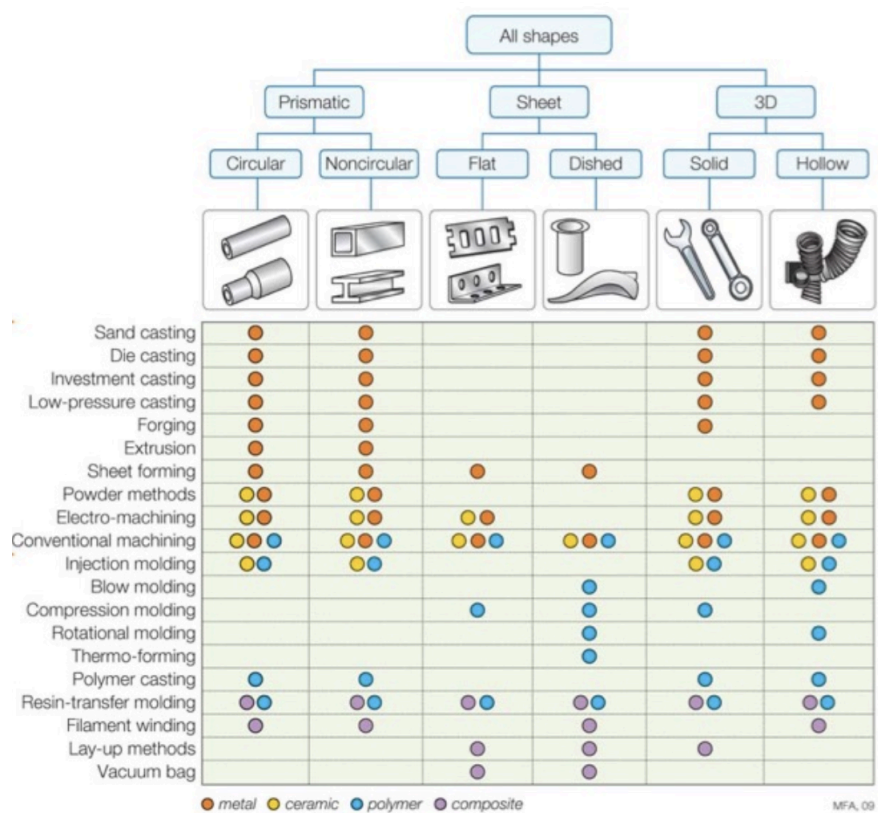 All shapes
Prismatic Sheet 3D
Circular Noncircular Flat Dished Solid Hollow
Sand casting
Die casting
Investment casting
Low-pressure casting
Forging
Extrusion
Sheet forming
Powder methods
Electro-machining
Conventional machining
Injection molding
Blow molding
Compression molding
Rotational molding
Thermo-forming
Polymer casting
Resin-transfer molding
Filament winding
Lay-up methods
Vacuum bag
metal ceramic polymer composite MFA, 09